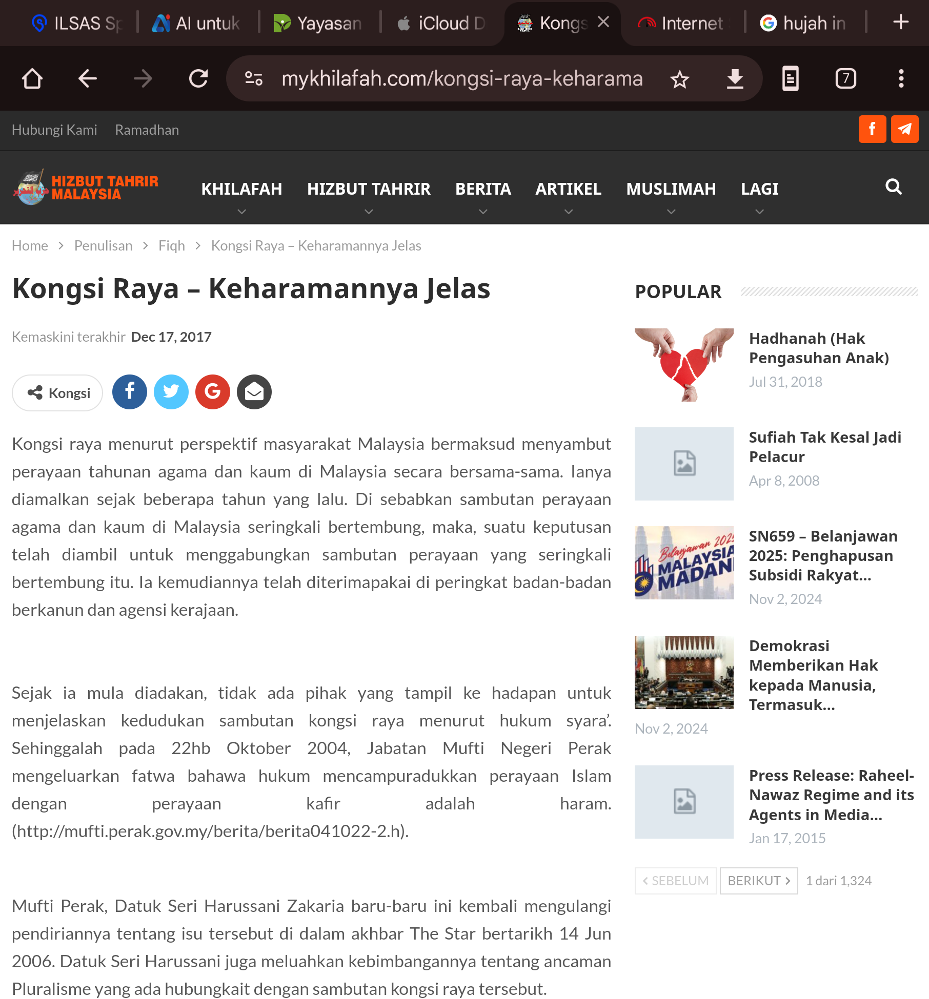 ILSAS Sp
AI untuk
Yayasan
iCloud D
Kongs
Internet
hujah in
mykhilafah.com/kongsi-raya-keharama
7
Hubungi Kami
Ramadhan
HIZBUT TAHRIR
MALAYSIA
KHILAFAH
HIZBUT TAHRIR
BERITA
ARTIKEL
MUSLIMAH
LAGI
Home > Penulisan > Fiqh > Kongsi Raya – Keharamannya Jelas
Kongsi Raya – Keharamannya Jelas
Kemaskini terakhir Dec 17, 2017
Kongsi
Kongsi raya menurut perspektif masyarakat Malaysia bermaksud menyambut
perayaan tahunan agama dan kaum di Malaysia secara bersama-sama. Ianya
diamalkan sejak beberapa tahun yang lalu. Di sebabkan sambutan perayaan
agama dan kaum di Malaysia seringkali bertembung, maka, suatu keputusan
telah diambil untuk menggabungkan sambutan perayaan yang seringkali
bertembung itu. Ia kemudiannya telah diterimapakai di peringkat badan-badan
berkanun dan agensi kerajaan.
Sejak ia mula diadakan, tidak ada pihak yang tampil ke hadapan untuk
menjelaskan kedudukan sambutan kongsi raya menurut hukum syara’.
Sehinggalah pada 22hb Oktober 2004, Jabatan Mufti Negeri Perak
mengeluarkan fatwa bahawa hukum mencampuradukkan perayaan Islam
dengan perayaan kafir adalah haram.
(http://mufti.perak.gov.my/berita/berita041022-2.h).
Mufti Perak, Datuk Seri Harussani Zakaria baru-baru ini kembali mengulangi
pendiriannya tentang isu tersebut di dalam akhbar The Star bertarikh 14 Jun
2006. Datuk Seri Harussani juga meluahkan kebimbangannya tentang ancaman
Pluralisme yang ada hubungkait dengan sambutan kongsi raya tersebut.
POPULAR
Hadhanah (Hak
Pengasuhan Anak)
Jul 31, 2018
Sufiah Tak Kesal Jadi
Pelacur
Apr 8, 2008
Belanjawan 2025
MALAYSIA
MADANI
SN659 – Belanjawan
2025: Penghapusan
Subsidi Rakyat…
Nov 2, 2024
Demokrasi
Memberikan Hak
kepada Manusia,
Termasuk…
Nov 2, 2024
Press Release: Raheel-
Nawaz Regime and its
Agents in Media…
Jan 17, 2015
SEBELUM
BERIKUT
1 dari 1,324